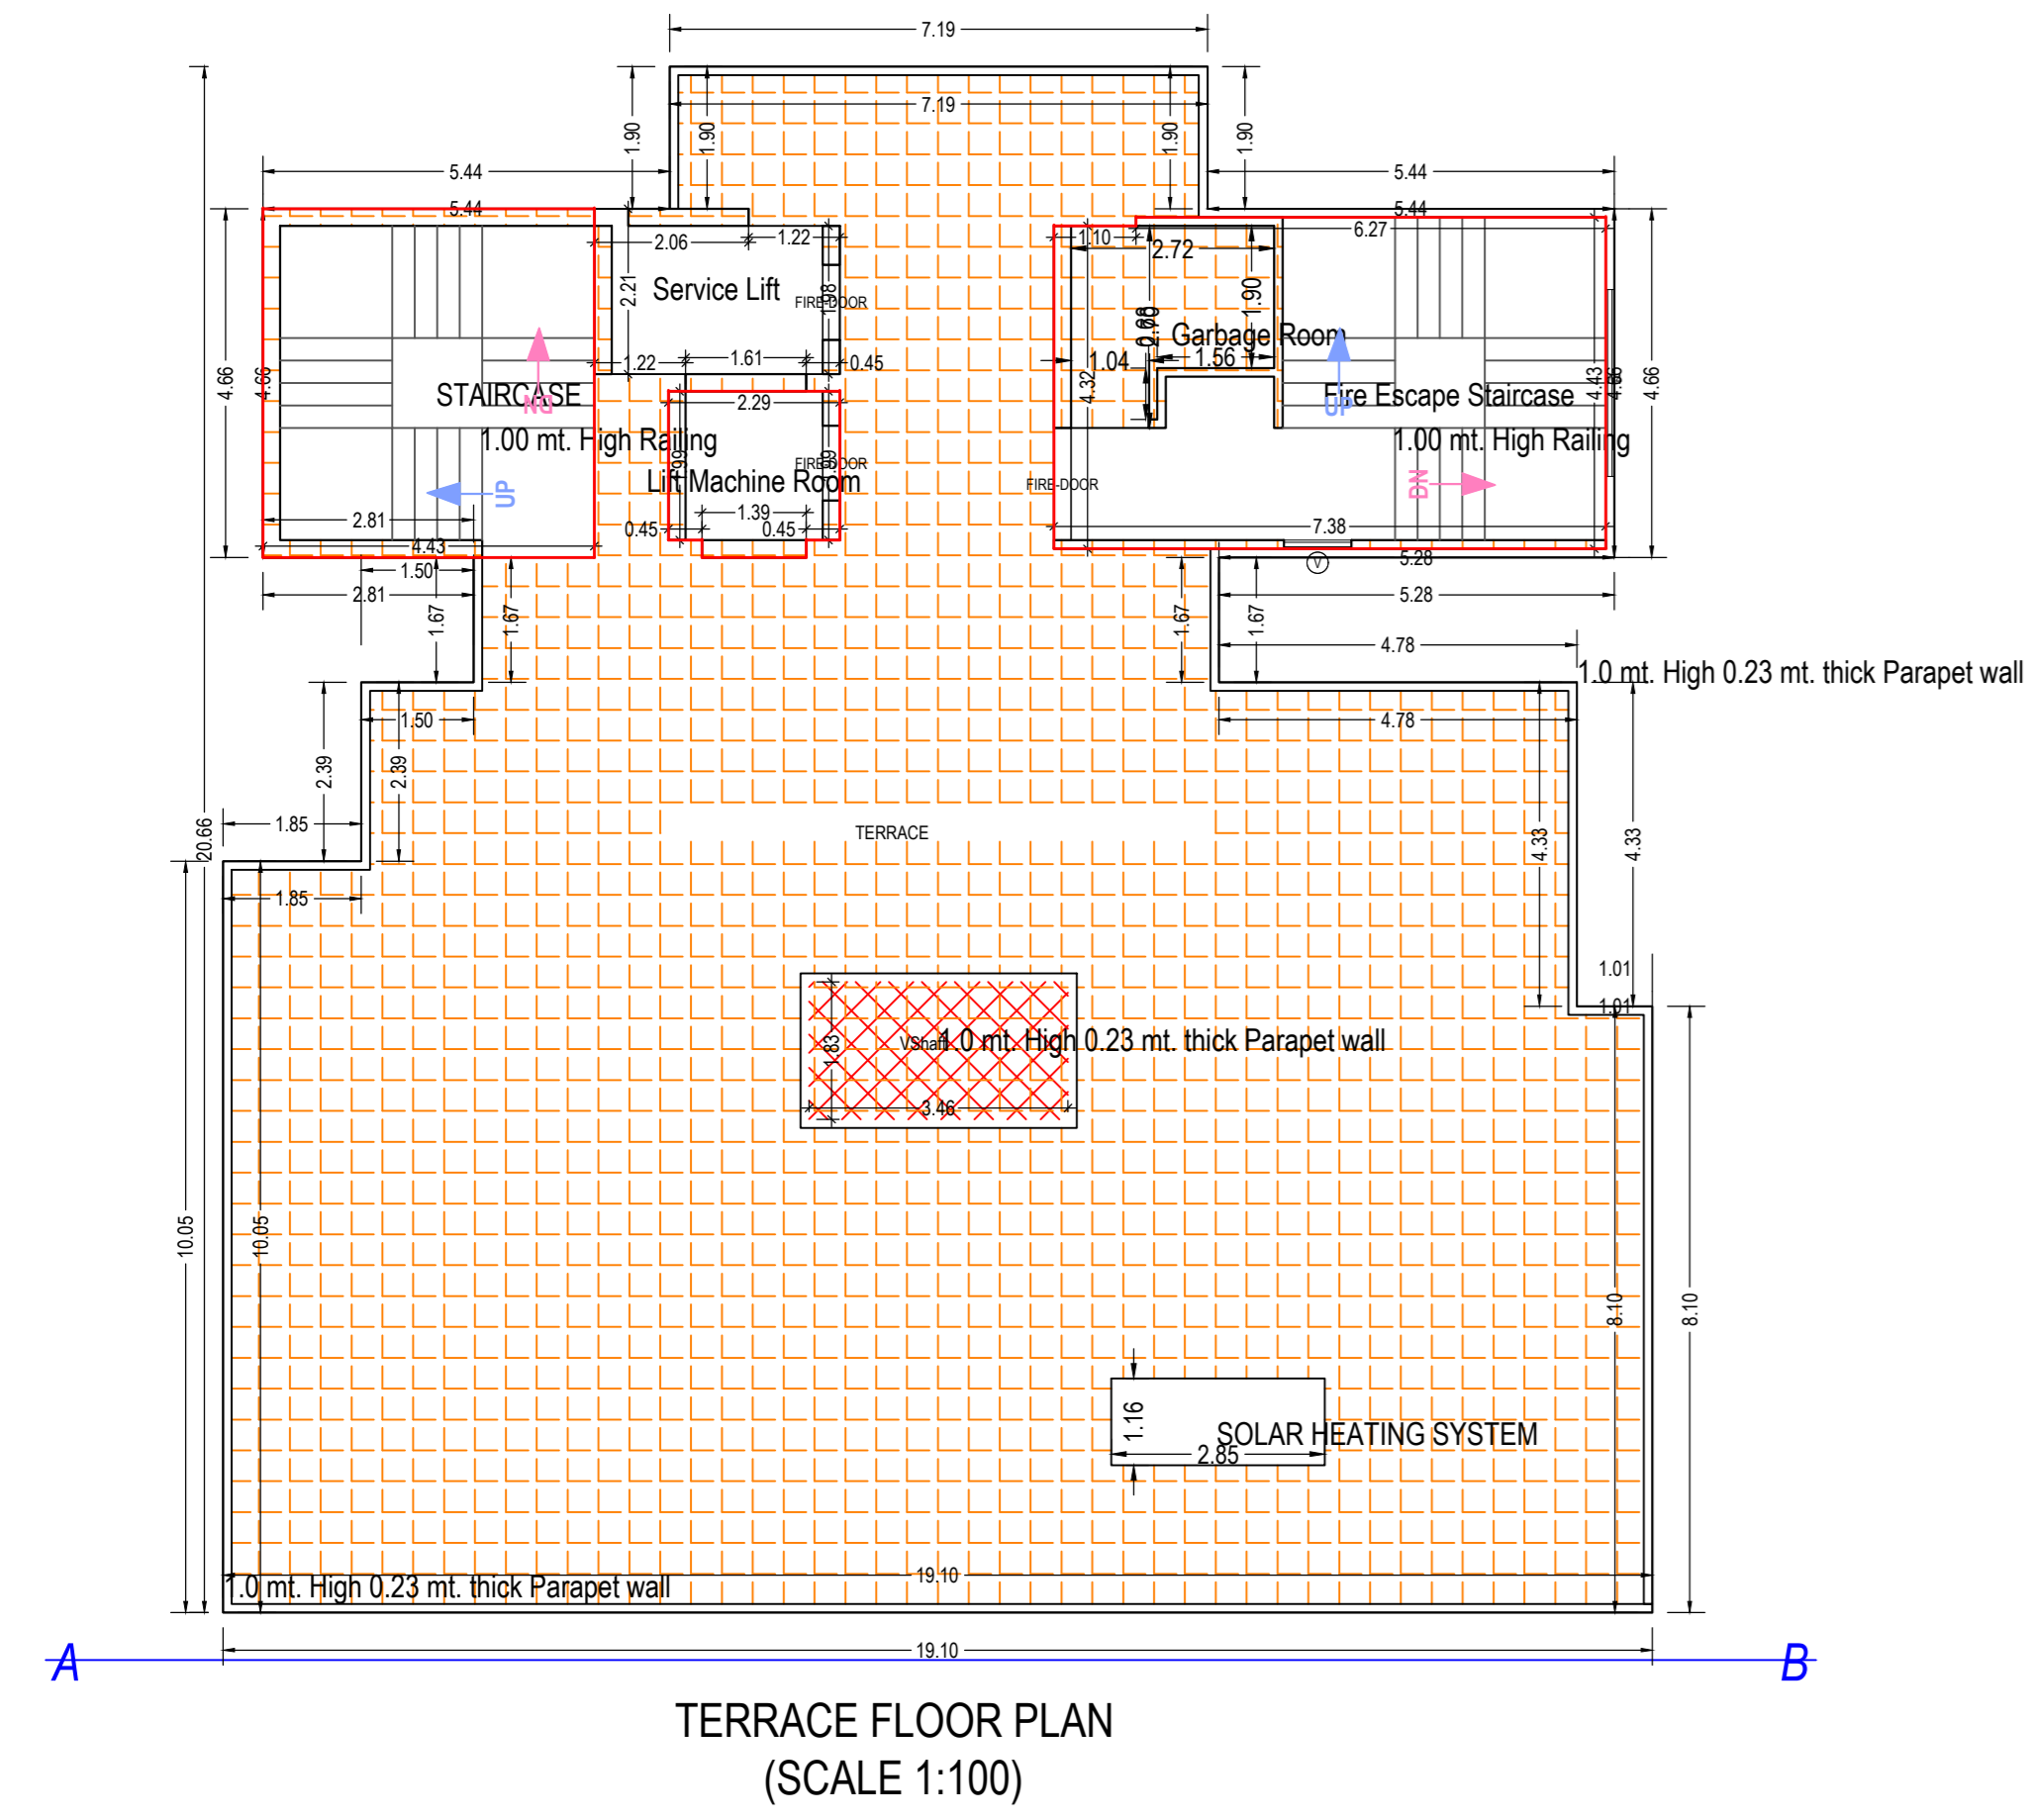 7.19
7.19
1.90
1.90
1.90
1.90
5.44
5.44
5.44
5.44
6.27
2.06
1.22
1.10
2.72
2.21
Service Lift
1.98
FIRE-DOOR
1.90
Garbage Room
1.22
1.61
0.45
1.04
1.56
4.66
4.66
4.32
4.43
4.66
4.66
STAIRCASE
DN
2.29
UP
Fire Escape Staircase
1.00 mt. High Railing
1.00 mt. High Railing
1.99
FIRE-DOOR
Lift Machine Room
FIRE-DOOR
UP
DN
2.81
0.45
1.39
0.45
7.38
4.43
1.50
2.81
V
5.28
5.28
1.67
1.67
1.67
1.67
4.78
1.0 mt. High 0.23 mt. thick Parapet wall
1.50
4.78
2.39
2.39
1.85
20.66
TERRACE
4.33
4.33
1.85
1.01
1.01
VShaft
1.0 mt. High 0.23 mt. thick Parapet wall
1.83
3.46
10.05
10.05
8.10
8.10
1.16
SOLAR HEATING SYSTEM
2.85
19.10
1.0 mt. High 0.23 mt. thick Parapet wall
19.10
A
B
TERRACE FLOOR PLAN
(SCALE 1:100)